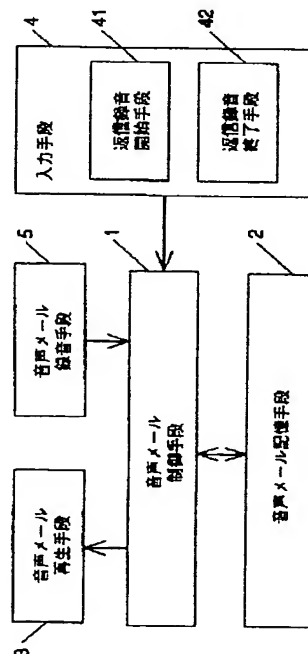 4
入力手段
41
返信録音
開始手段
42
返信録音
終了手段
5
音声メール
録音手段
1
音声メール
制御手段
2
音声メール記憶手段
3
音声メール
再生手段